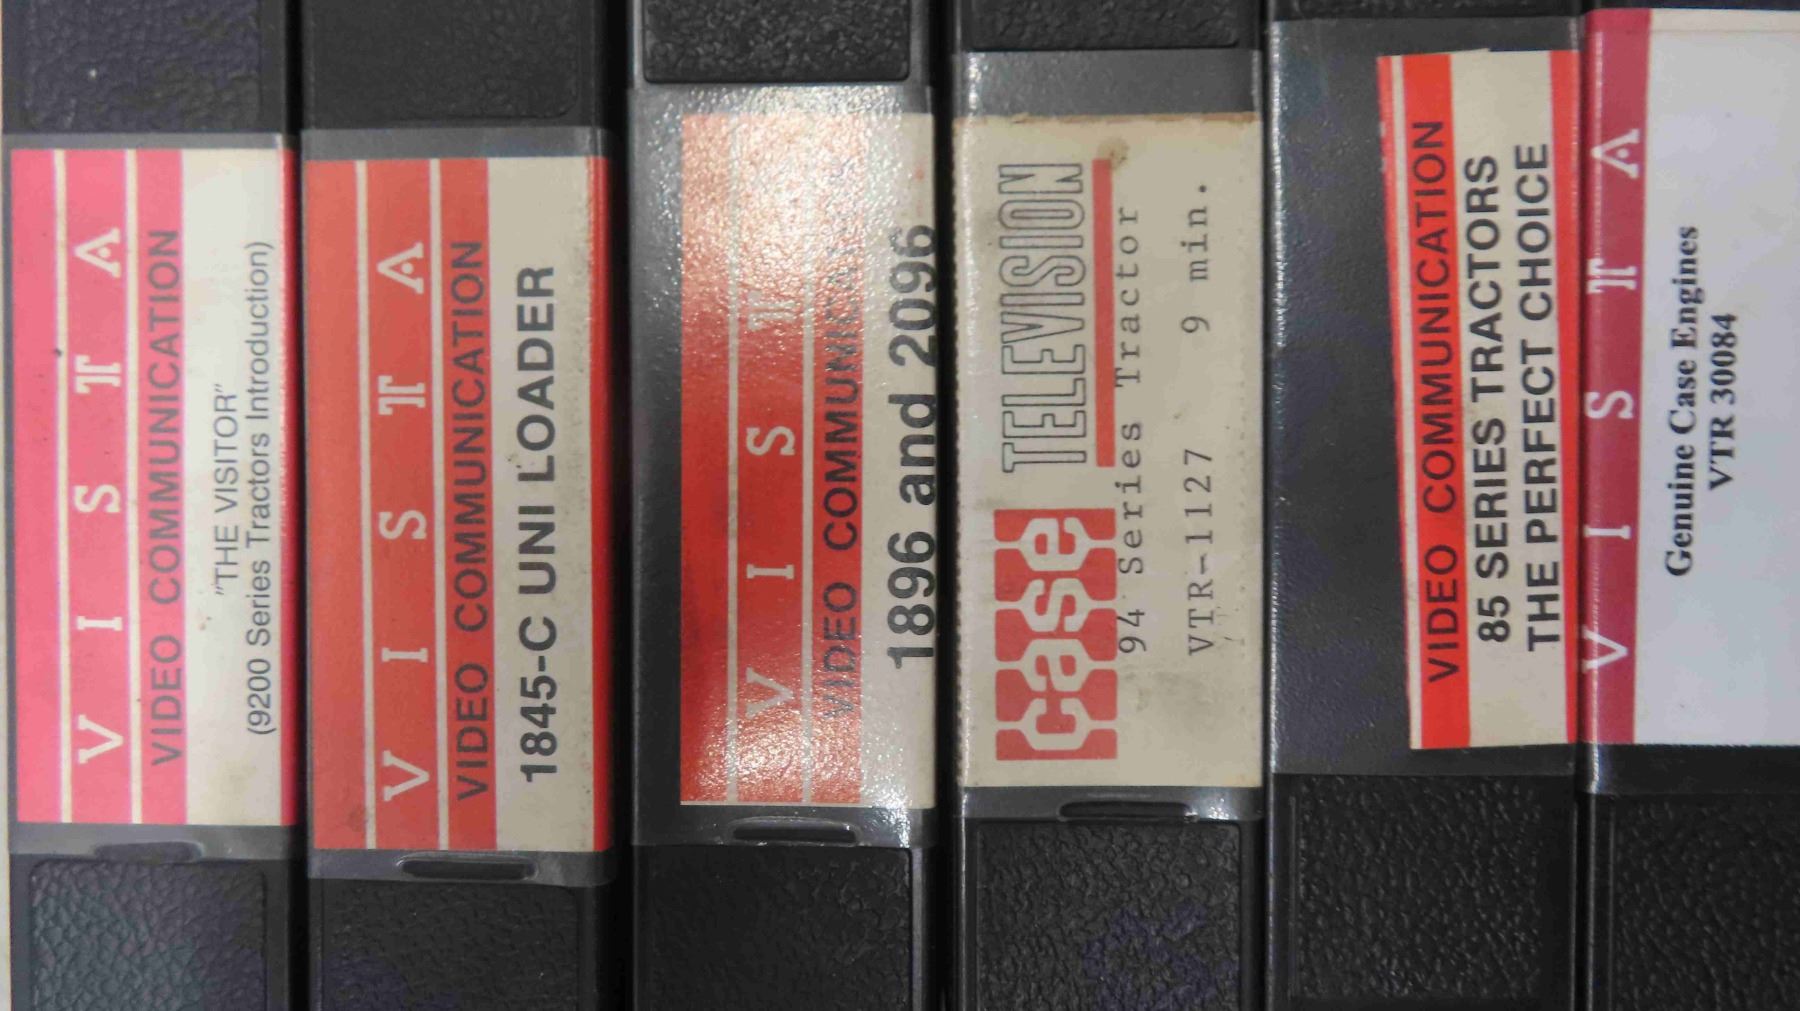 VISTA
VIDEO COMMUNICATION
"THE VISITOR"
(9200 Series Tractors Introduction)
VISTA
VIDEO COMMUNICATION
1845-C UNI LOADER
VISTA
VIDEO COMMUNICATION
1896 and 2096
case TELEVISION
94 Series Tractor
VTR-1127 9 min.
VIDEO COMMUNICATION
85 SERIES TRACTORS
THE PERFECT CHOICE
VISTA
Genuine Case Engines
VTR 30084